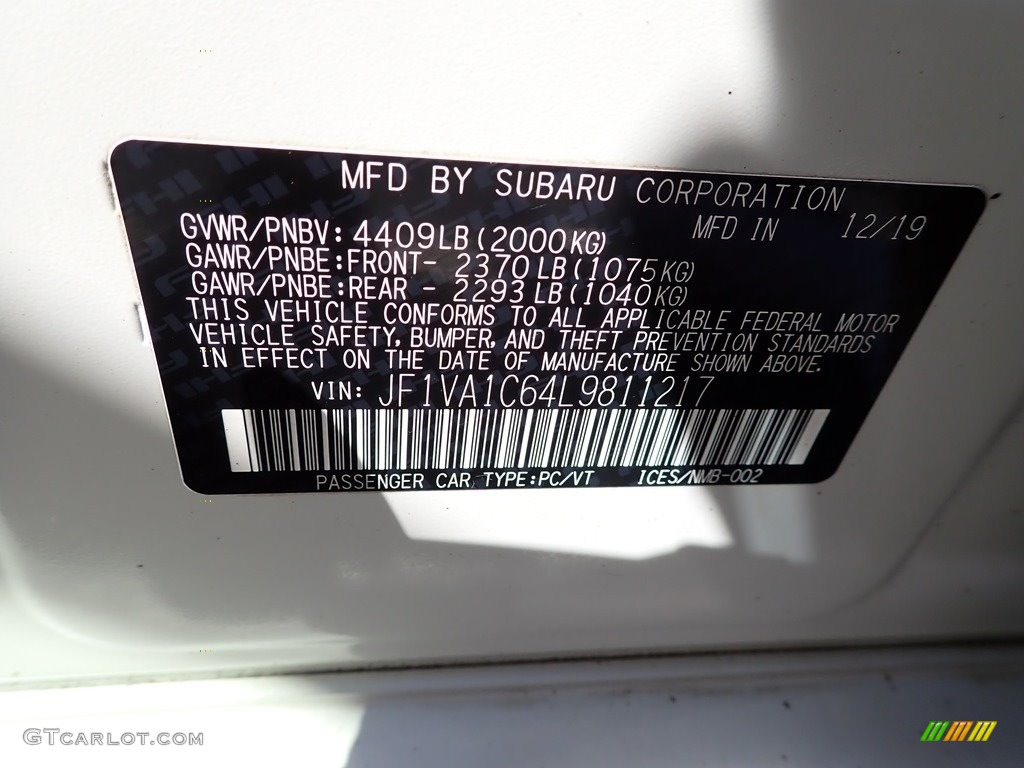 MFD BY SUBARU CORPORATION
GVWR/PNBV: 4409LB(2000KG) MFD IN 12/19
GAWR/PNBE:FRONT- 2370LB(1075KG)
GAWR/PNBE:REAR - 2293LB(1040KG)
THIS VEHICLE CONFORMS TO ALL APPLICABLE FEDERAL MOTOR
VEHICLE SAFETY, BUMPER, AND THEFT PREVENTION STANDARDS
IN EFFECT ON THE DATE OF MANUFACTURE SHOWN ABOVE.
VIN: JF1VA1C64L9811217
PASSENGER CAR TYPE:PC/VT ICES/NMB-002
GTCARLOT.COM